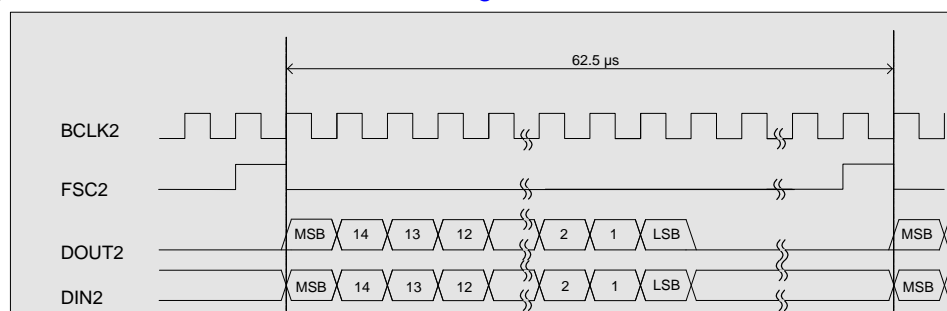 62.5 µs
BCLK2
FSC2
DOUT2 MSB 14 13 12 2 1 LSB MSB
DIN2 MSB 14 13 12 2 1 LSB MSB